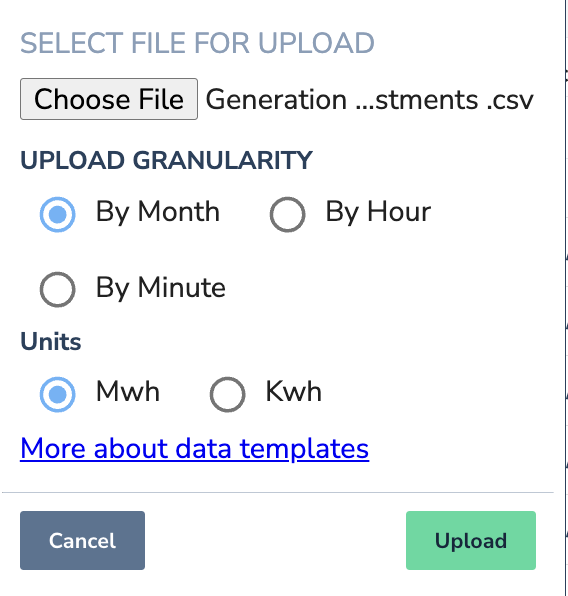 SELECT FILE FOR UPLOAD
Choose File Generation ...stments .csv
UPLOAD GRANULARITY
By Month By Hour
By Minute
Units
Mwh Kwh
More about data templates
Cancel Upload